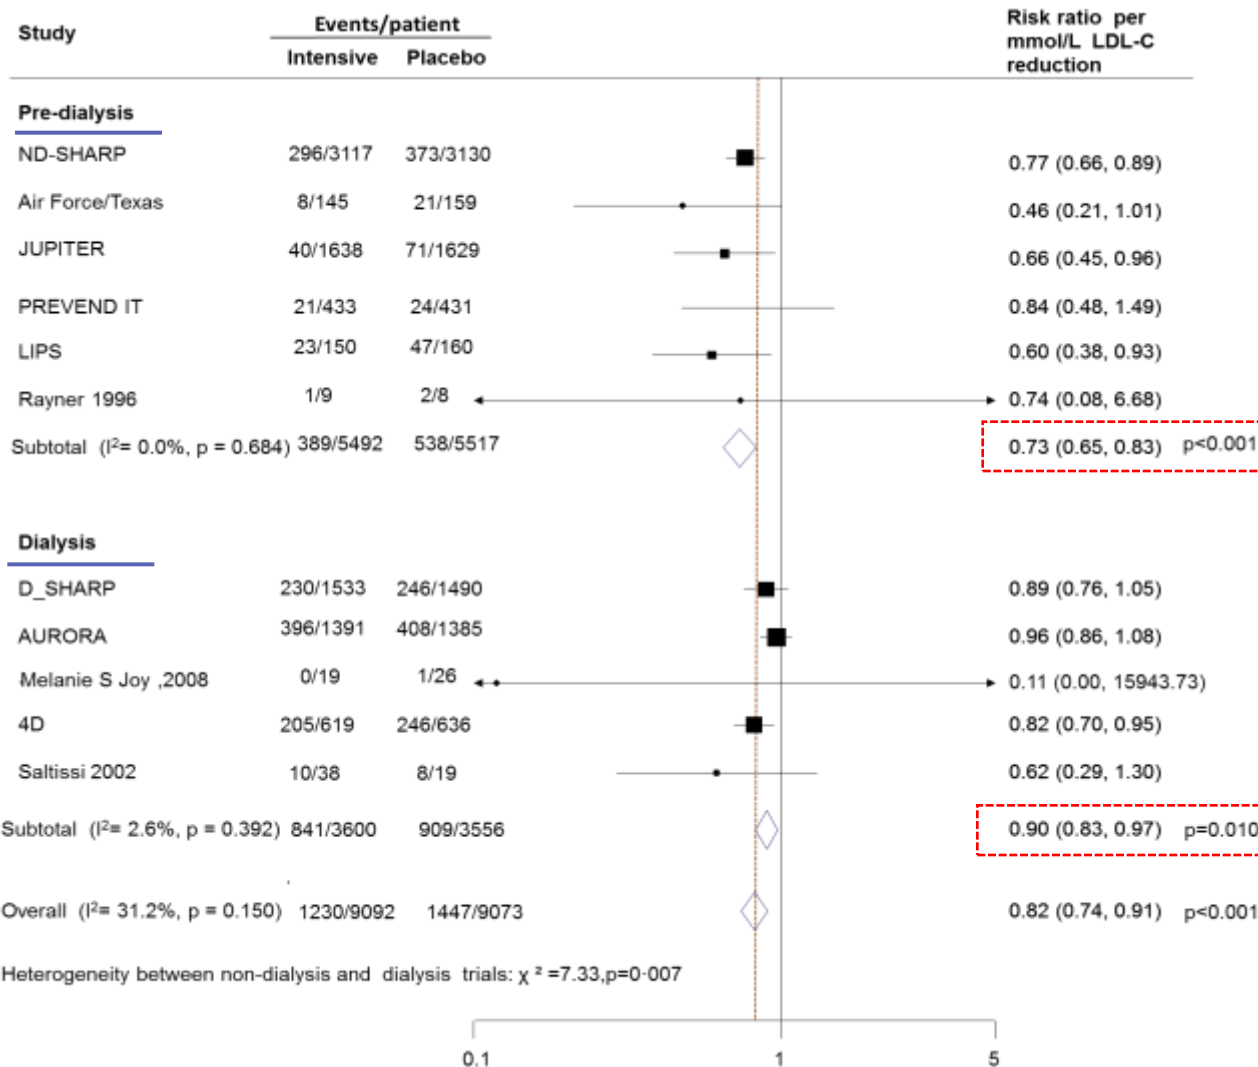 Study Events/patient Risk ratio per
Intensive Placebo mmol/L LDL-C
reduction
Pre-dialysis
ND-SHARP 296/3117 373/3130 0.77 (0.66, 0.89)
Air Force/Texas 8/145 21/159 0.46 (0.21, 1.01)
JUPITER 40/1638 71/1629 0.66 (0.45, 0.96)
PREVEND IT 21/433 24/431 0.84 (0.48, 1.49)
LIPS 23/150 47/160 0.60 (0.38, 0.93)
Rayner 1996 1/9 2/8 0.74 (0.08, 6.68)
Subtotal (I²= 0.0%, p = 0.684) 389/5492 538/5517 0.73 (0.65, 0.83) p<0.001
Dialysis
D_SHARP 230/1533 246/1490 0.89 (0.76, 1.05)
AURORA 396/1391 408/1385 0.96 (0.86, 1.08)
Melanie S Joy ,2008 0/19 1/26 0.11 (0.00, 15943.73)
4D 205/619 246/636 0.82 (0.70, 0.95)
Saltissi 2002 10/38 8/19 0.62 (0.29, 1.30)
Subtotal (I²= 2.6%, p = 0.392) 841/3600 909/3556 0.90 (0.83, 0.97) p=0.010
Overall (I²= 31.2%, p = 0.150) 1230/9092 1447/9073 0.82 (0.74, 0.91) p<0.001
Heterogeneity between non-dialysis and dialysis trials: χ ² =7.33,p=0·007
0.1 1 5